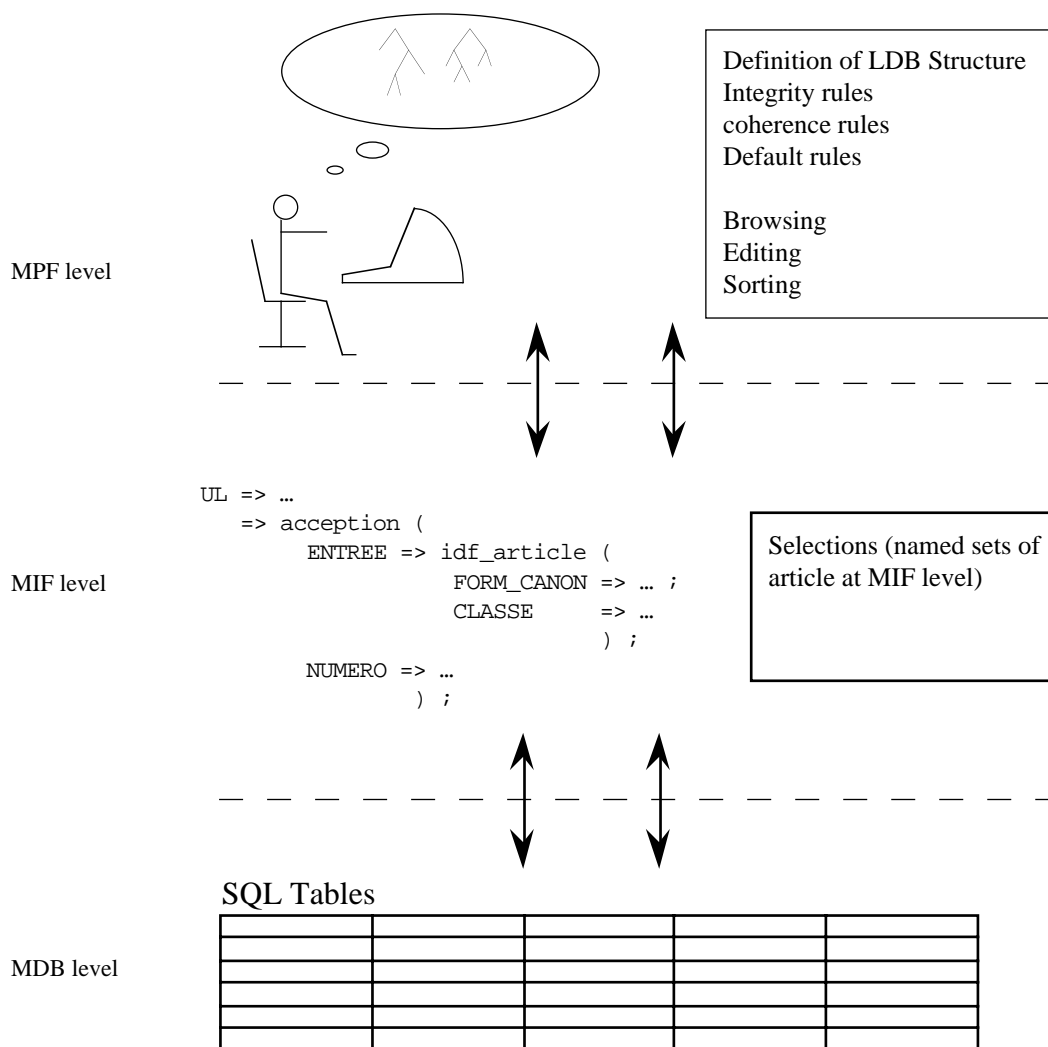 Definition of LDB Structure
Integrity rules
coherence rules
Default rules
Browsing
Editing
Sorting
MPF level
UL => …
=> acception (
ENTREE => idf_article (
FORM_CANON => … ;
CLASSE => …
) ;
NUMERO => …
) ;
MIF level
Selections (named sets of
article at MIF level)
SQL Tables
MDB level